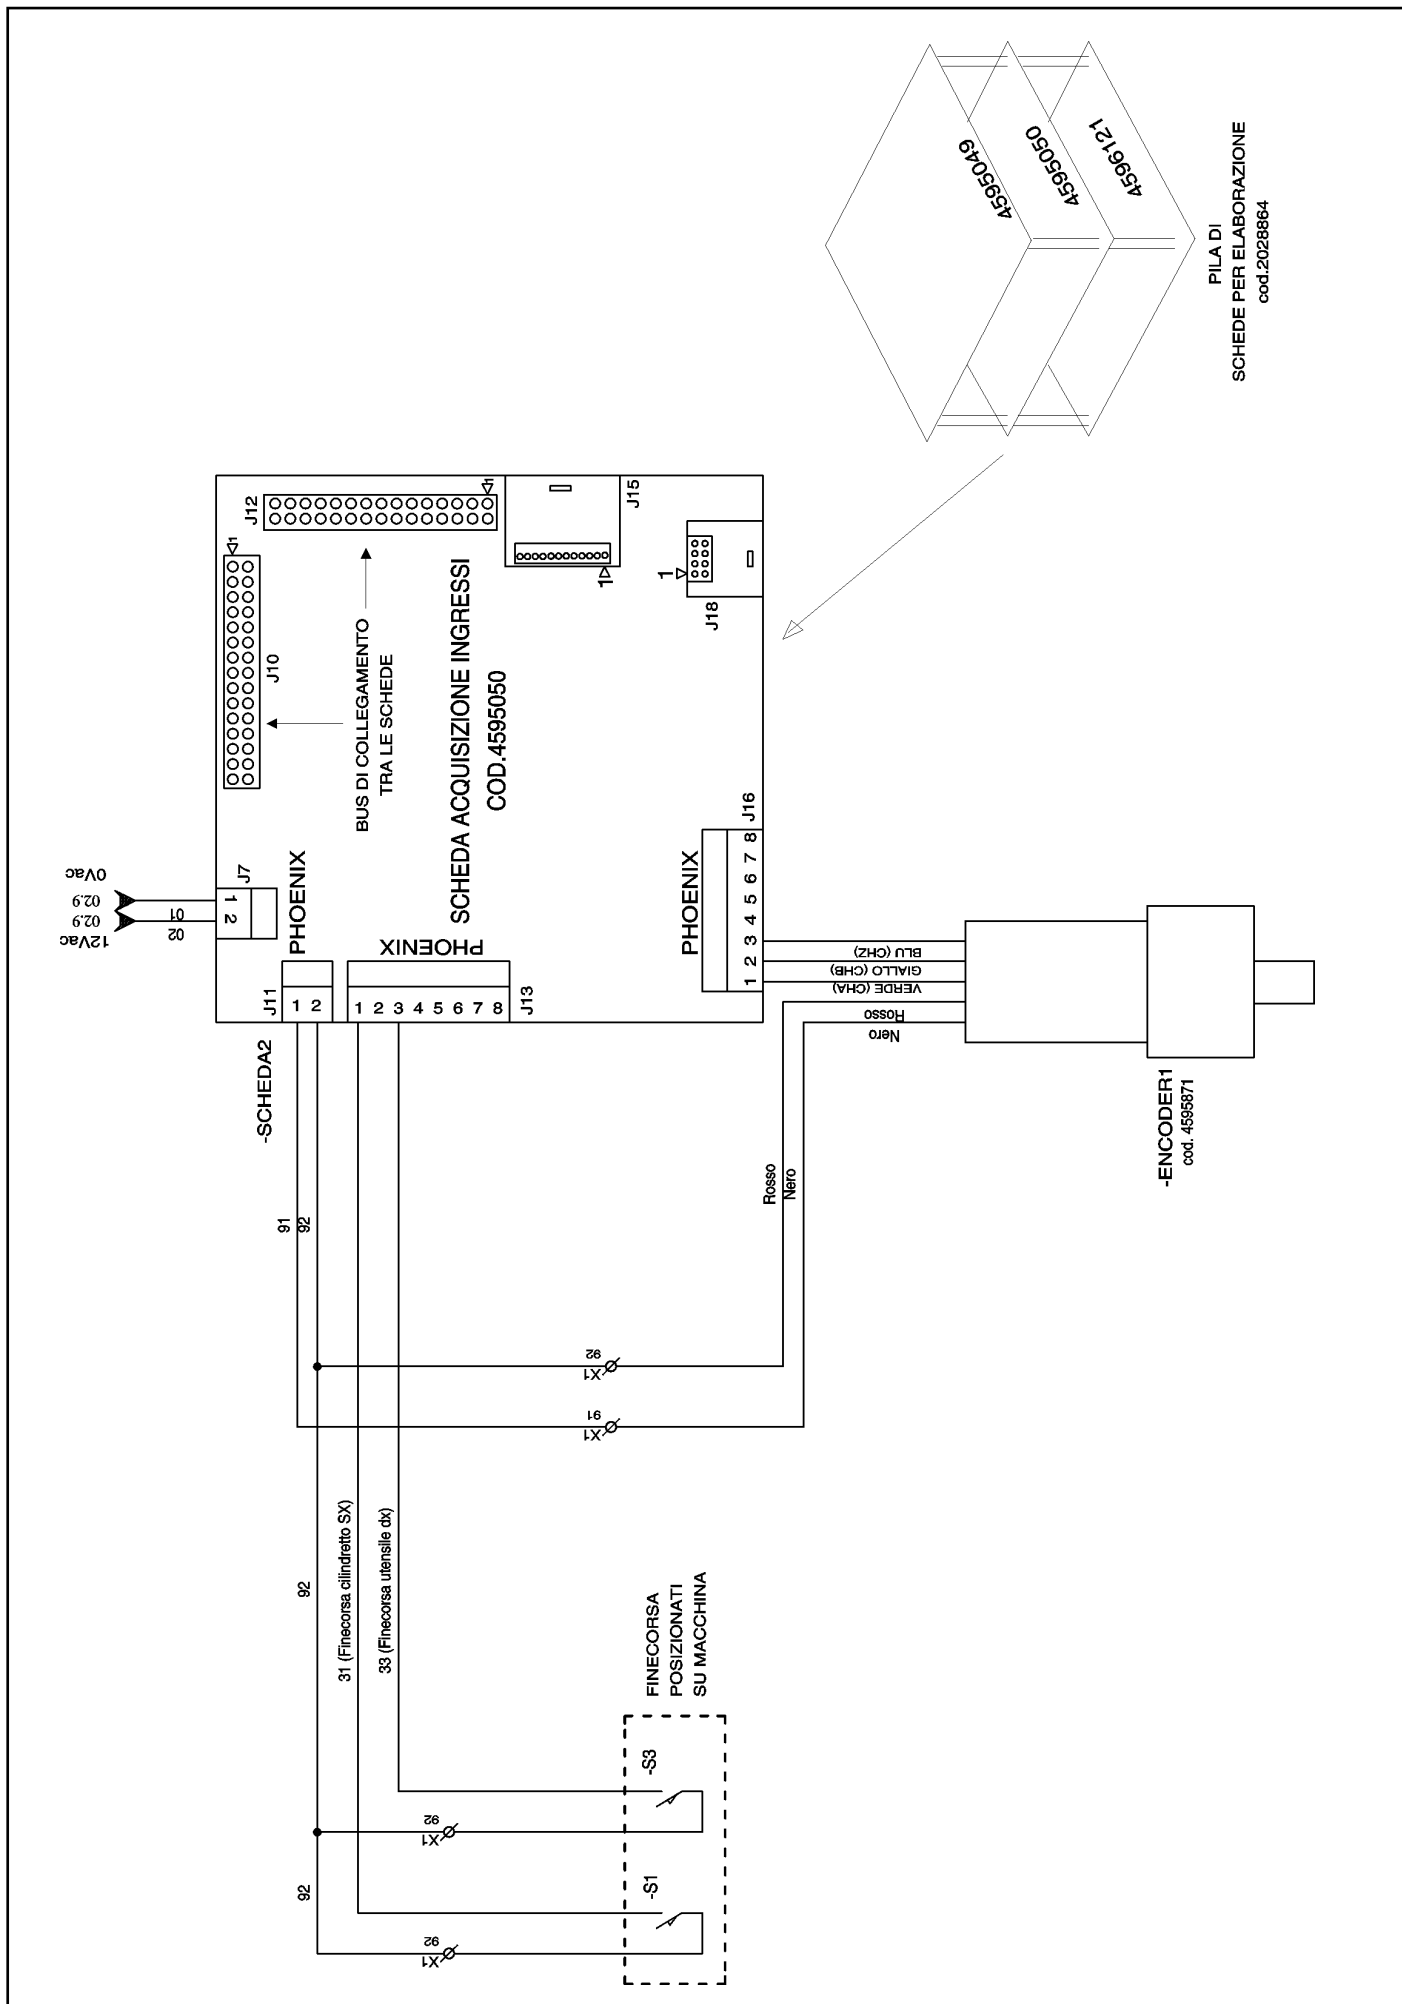 4595049
4595050
4596121
PILA DI
SCHEDE PER ELABORAZIONE
cod.2028864
12Vac
0Vac
02.9
02.9
02
01
2
1
J7
PHOENIX
J10
1
J12
1
BUS DI COLLEGAMENTO
TRA LE SCHEDE
SCHEDA ACQUISIZIONE INGRESSI
COD.4595050
J15
1
J18
1
-SCHEDA2
J11
1
2
PHOENIX
1
2
3
4
5
6
7
8
J13
PHOENIX
1 2 3 4 5 6 7 8
J16
BLU (CHZ)
GIALLO (CHB)
VERDE (CHA)
Rosso
Nero
-ENCODER1
cod. 4595871
91
92
Rosso
Nero
X1
92
X1
91
92
31 (Finecorsa cilindretto SX)
33 (Finecorsa utensile dx)
92
X1
92
X1
92
-S3
-S1
FINECORSA
POSIZIONATI
SU MACCHINA